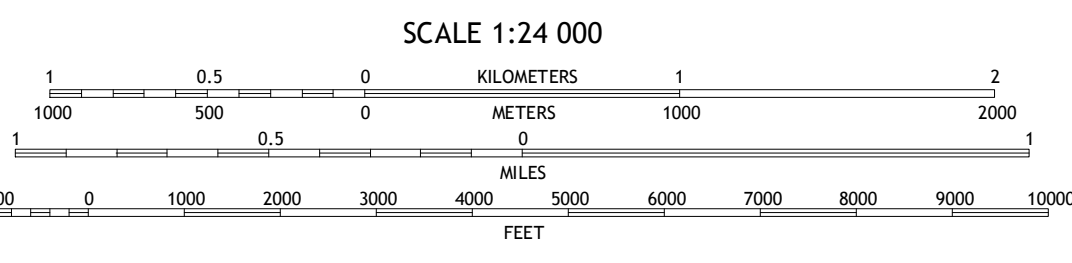 SCALE 1:24 000
1 0.5 0 KILOMETERS 1 2
1000 500 0 METERS 1000 2000
1 0.5 0 1
MILES
0 1000 2000 3000 4000 5000 6000 7000 8000 9000 10000
FEET